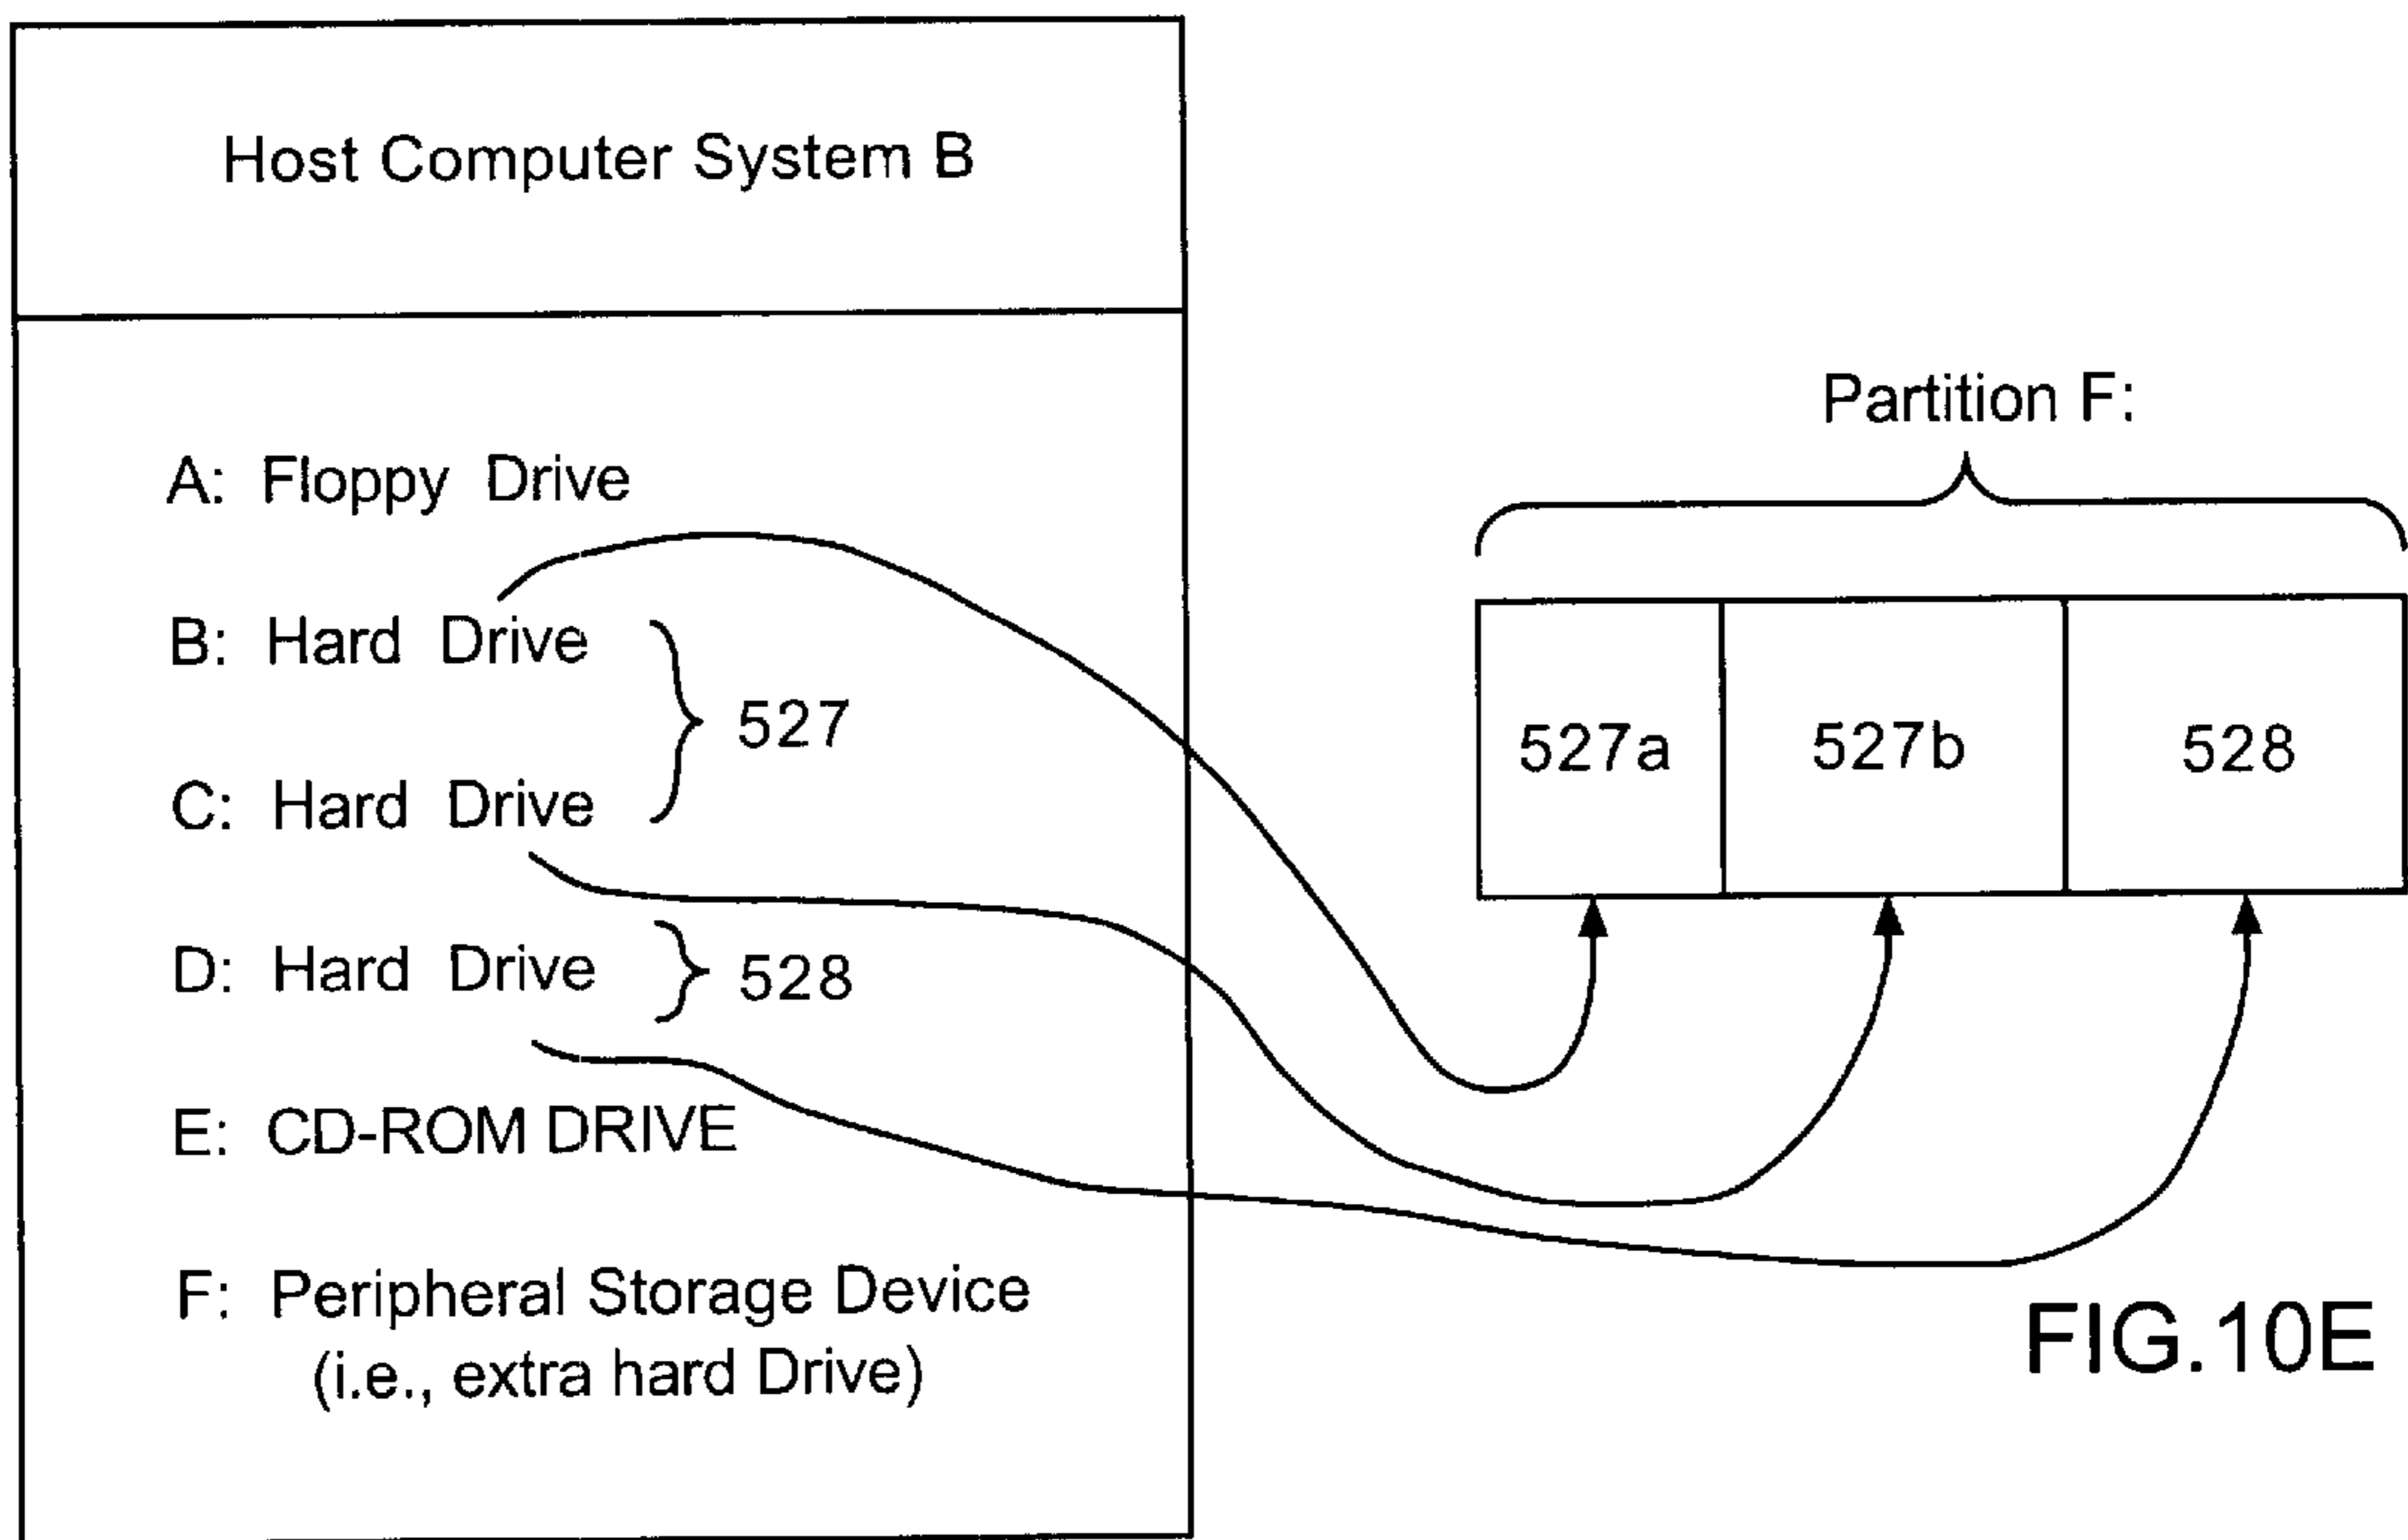 Host Computer System B
A: Floppy Drive
B: Hard Drive
527
C: Hard Drive
D: Hard Drive
528
E: CD-ROM DRIVE
F: Peripheral Storage Device
(i.e., extra hard Drive)
Partition F:
527a
527b
528
FIG.10E